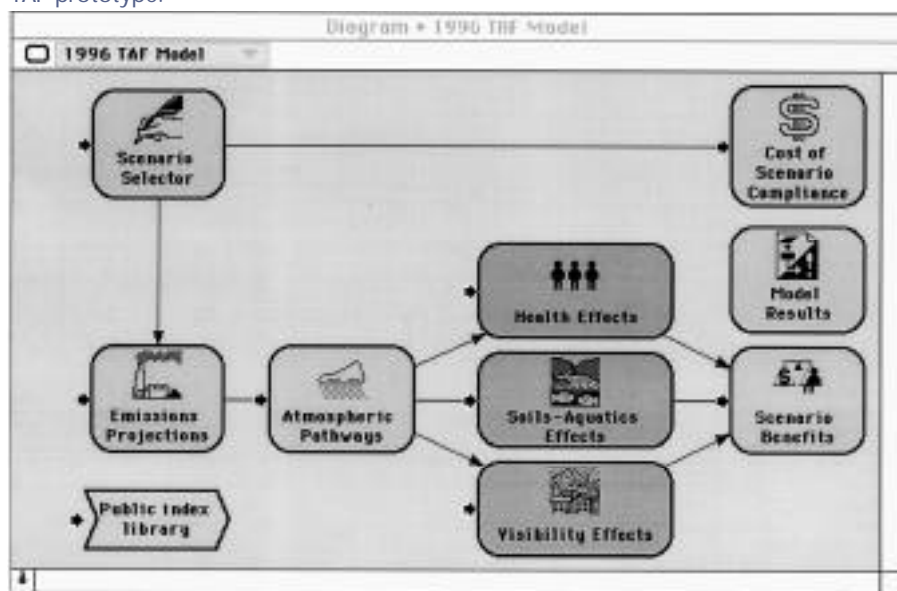 TAF prototype.
Diagram • 1996 TAF Model
1996 TAF Model
Scenario
Selector
$
Cost of
Scenario
Compliance
Health Effects
Model
Results
Emissions
Projections
Atmospheric
Pathways
Soils-Aquatics
Effects
$
Scenario
Benefits
Public index
library
Visibility Effects